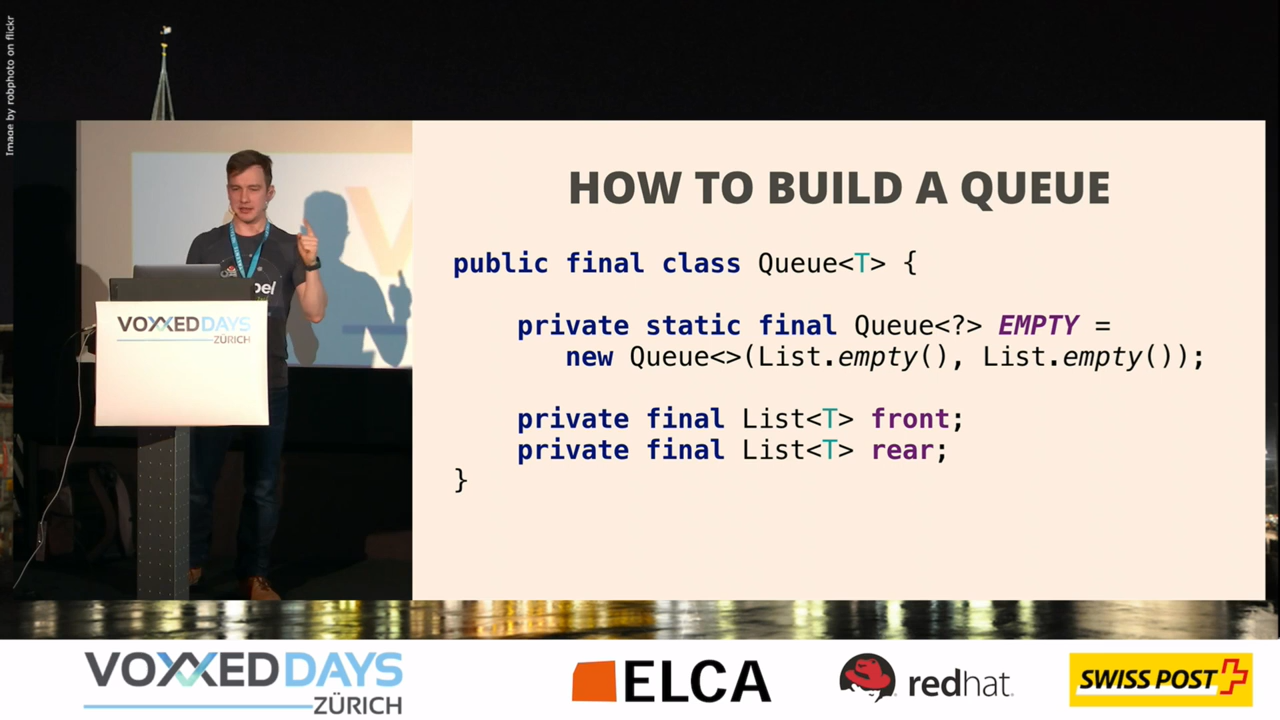 Image by robphoto on flickr
HOW TO BUILD A QUEUE
public final class Queue<T> {
private static final Queue<?> EMPTY =
new Queue<>(List.empty(), List.empty());
private final List<T> front;
private final List<T> rear;
}
VOXXED DAYS
ZÜRICH
VOXXED DAYS
ZÜRICH
ELCA
redhat.
SWISS POST